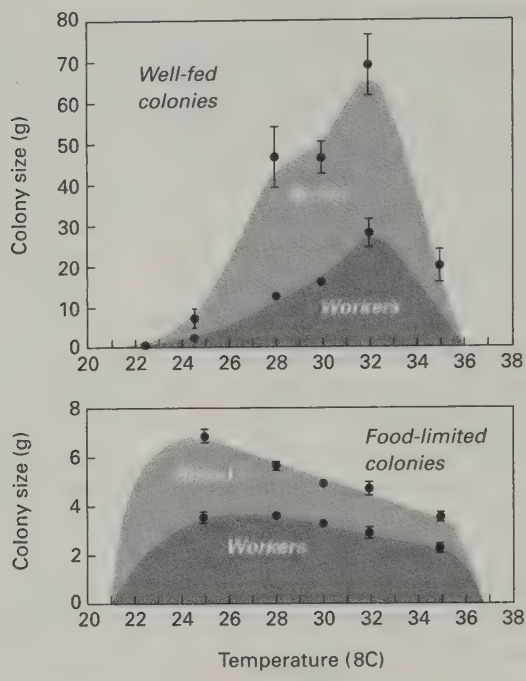 80
70
60
50
40
30
20
10
0
Colony size (g)
Well-fed
colonies
Workers
20 22 24 26 28 30 32 34 36 38
8
6
4
2
0
Colony size (g)
Food-limited
colonies
Workers
20 22 24 26 28 30 32 34 36 38
Temperature (8C)